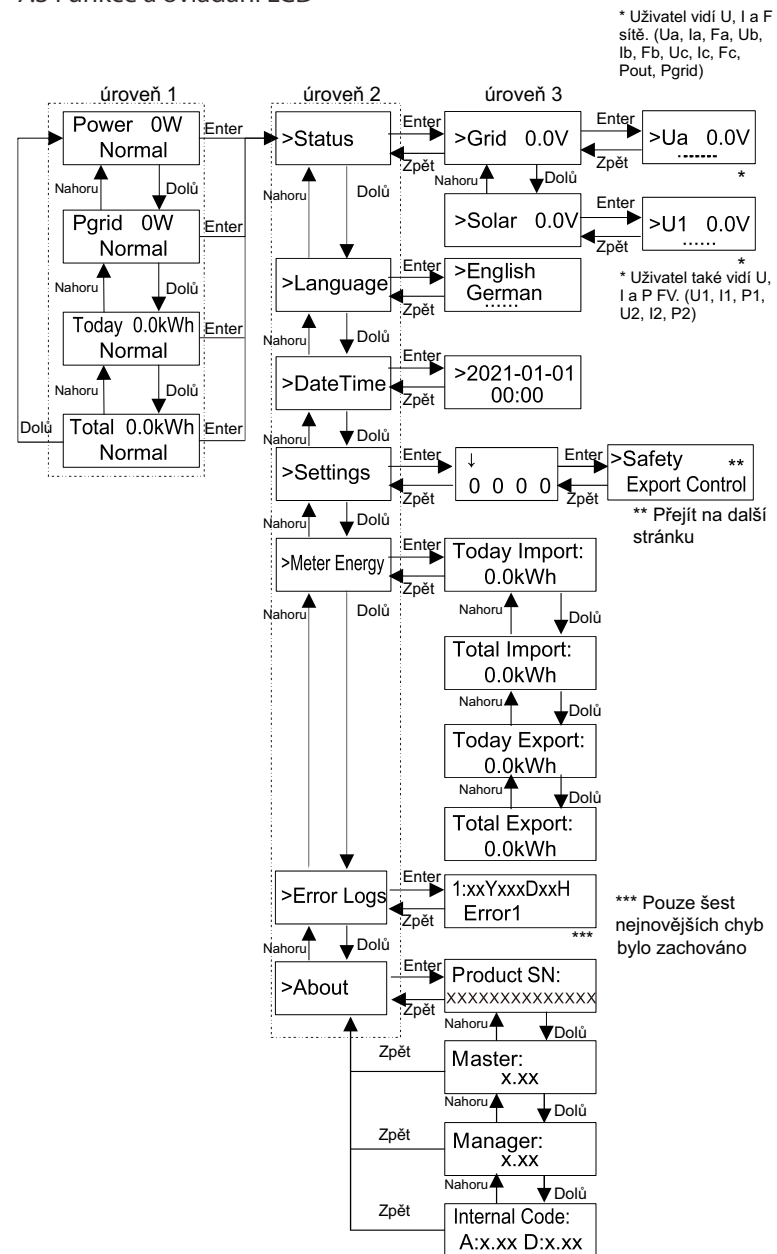 * Uživatel vidí U, I a F
sítě. (Ua, Ia, Fa, Ub,
Ib, Fb, Uc, Ic, Fc,
Pout, Pgrid)
úroveň 1
úroveň 2
úroveň 3
Power 0W
Normal
Enter
Nahoru
Dolů
Pgrid 0W
Normal
Enter
Nahoru
Dolů
Today 0.0kWh
Normal
Enter
Nahoru
Dolů
Dolů
Total 0.0kWh
Normal
Enter
>Status
Enter
Zpět
>Grid 0.0V
Enter
Zpět
>Ua 0.0V
.......
*
Nahoru
Dolů
Nahoru
Dolů
>Solar 0.0V
Enter
Zpět
>U1 0.0V
......
*
* Uživatel také vidí U,
I a P FV. (U1, I1, P1,
U2, I2, P2)
>Language
Enter
Zpět
>English
German
......
Nahoru
Dolů
>DateTime
Enter
Zpět
>2021-01-01
00:00
Nahoru
Dolů
>Settings
Enter
Zpět
↓
0 0 0 0
Enter
Zpět
>Safety **
Export Control
** Přejít na další
stránku
Nahoru
Dolů
>Meter Energy
Enter
Zpět
Today Import:
0.0kWh
Nahoru
Dolů
Nahoru
Dolů
Total Import:
0.0kWh
Nahoru
Dolů
Today Export:
0.0kWh
Nahoru
Dolů
Total Export:
0.0kWh
>Error Logs
Enter
Zpět
1:xxYxxxDxxH
Error1
***
*** Pouze šest
nejnovějších chyb
bylo zachováno
Nahoru
Dolů
>About
Enter
Zpět
Product SN:
XXXXXXXXXXXXXX
Nahoru
Dolů
Zpět
Master:
x.xx
Nahoru
Dolů
Zpět
Manager:
x.xx
Nahoru
Dolů
Zpět
Internal Code:
A:x.xx D:x.xx